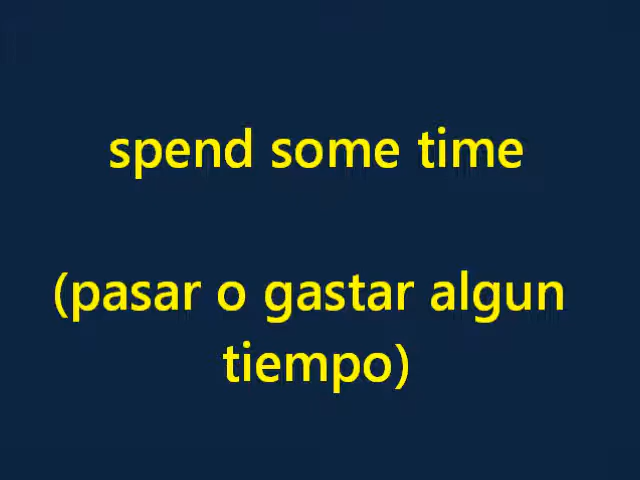 spend some time
(pasar o gastar algun
tiempo)